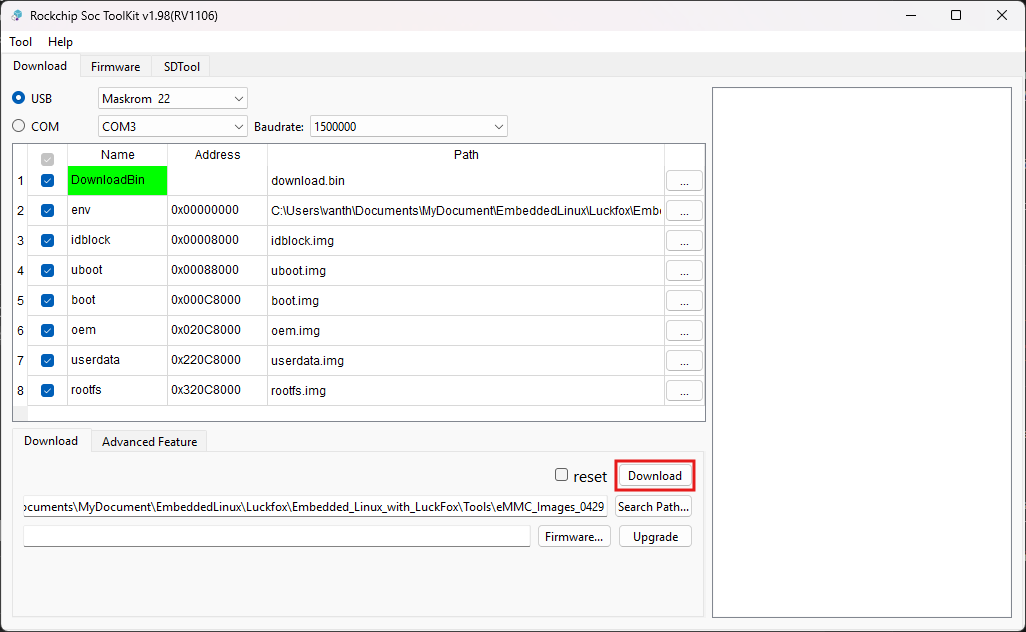 Rockchip Soc ToolKit v1.98(RV1106)
Tool Help
Download Firmware SDTool
USB Maskrom 22
COM COM3 Baudrate: 1500000
Name Address Path
1 DownloadBin download.bin ...
2 env 0x00000000 C:\Users\vanth\Documents\MyDocument\EmbeddedLinux\Luckfox\Embe ...
3 idblock 0x00008000 idblock.img ...
4 uboot 0x00088000 uboot.img ...
5 boot 0x000C8000 boot.img ...
6 oem 0x020C8000 oem.img ...
7 userdata 0x220C8000 userdata.img ...
8 rootfs 0x320C8000 rootfs.img ...
Download Advanced Feature
reset Download
ocuments\MyDocument\EmbeddedLinux\Luckfox\Embedded_Linux_with_LuckFox\Tools\eMMC_Images_0429 Search Path...
Firmware... Upgrade